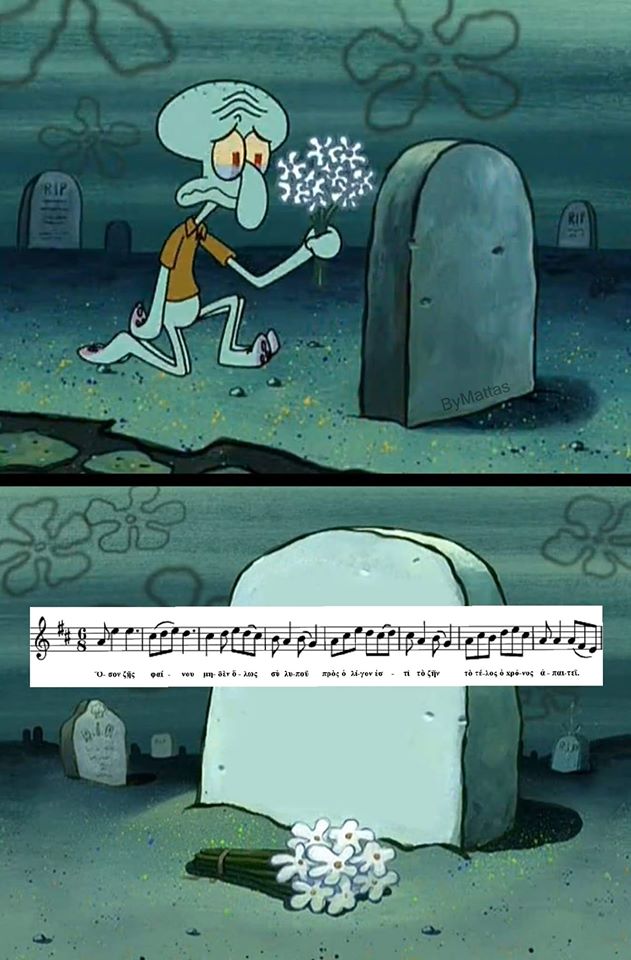 RIP
RIP
ByMattas
Ὅ - σον ζῇς φαί - νου μη - δὲν ὅ - λως σὺ λυ - ποῦ πρὸς ὀ λί - γον ἐσ - τὶ τὸ ζῆν τὸ τέ - λος ὁ χρό - νος ἀ - παι - τεῖ.